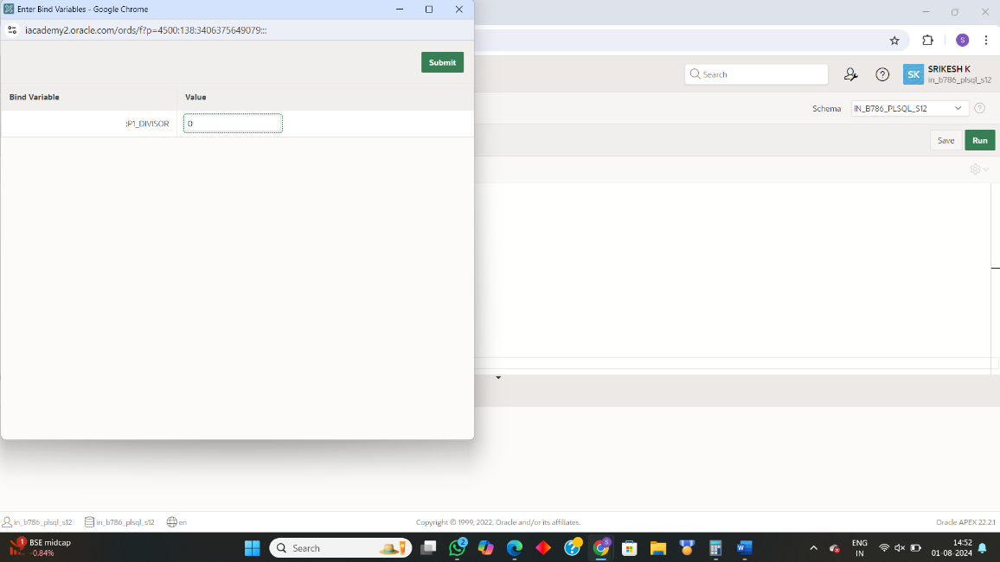 Enter Bind Variables - Google Chrome
iacademy2.oracle.com/ords/f?p=4500:138:3406375649079:::
Submit
Bind Variable Value
:P1_DIVISOR 0
S
Search
SK
SRIKESH K
in_b786_plsql_s12
Schema IN_B786_PLSQL_S12
Save Run
in_b786_plsql_s12 in_b786_plsql_s12 en
Copyright © 1999, 2022, Oracle and/or its affiliates.
Oracle APEX 22.2.1
1
BSE midcap
-0.84%
Search
2
ENG
IN
14:52
01-08-2024